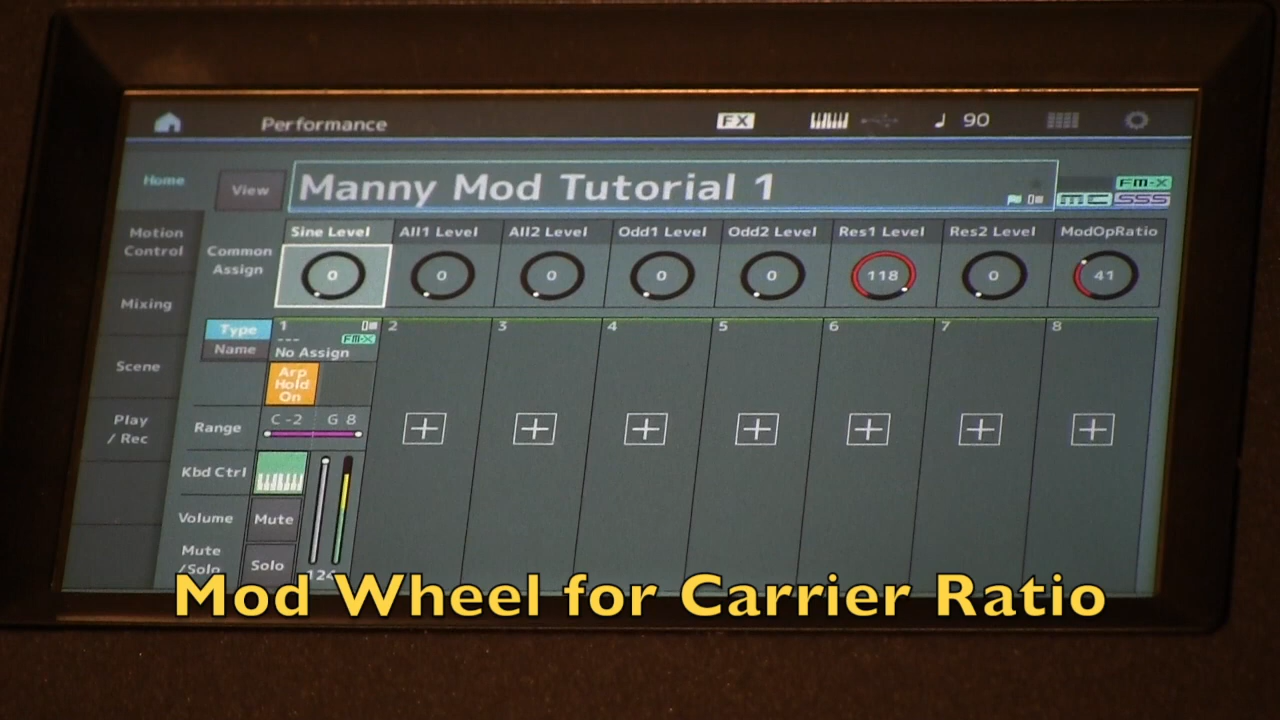 Performance FX 90
Home View Manny Mod Tutorial 1 FM-X
MC SSS
Motion
Control
Common
Assign
Sine Level All1 Level All2 Level Odd1 Level Odd2 Level Res1 Level Res2 Level ModOpRatio
0 0 0 0 0 118 0 41
Mixing
Scene
Play
/ Rec
Type
Name
1 2 3 4 5 6 7 8
--- FM-X
No Assign
Arp
Hold
On
Range C -2 G 8
Kbd Ctrl
Volume Mute
Mute
/Solo Solo 124
Mod Wheel for Carrier Ratio